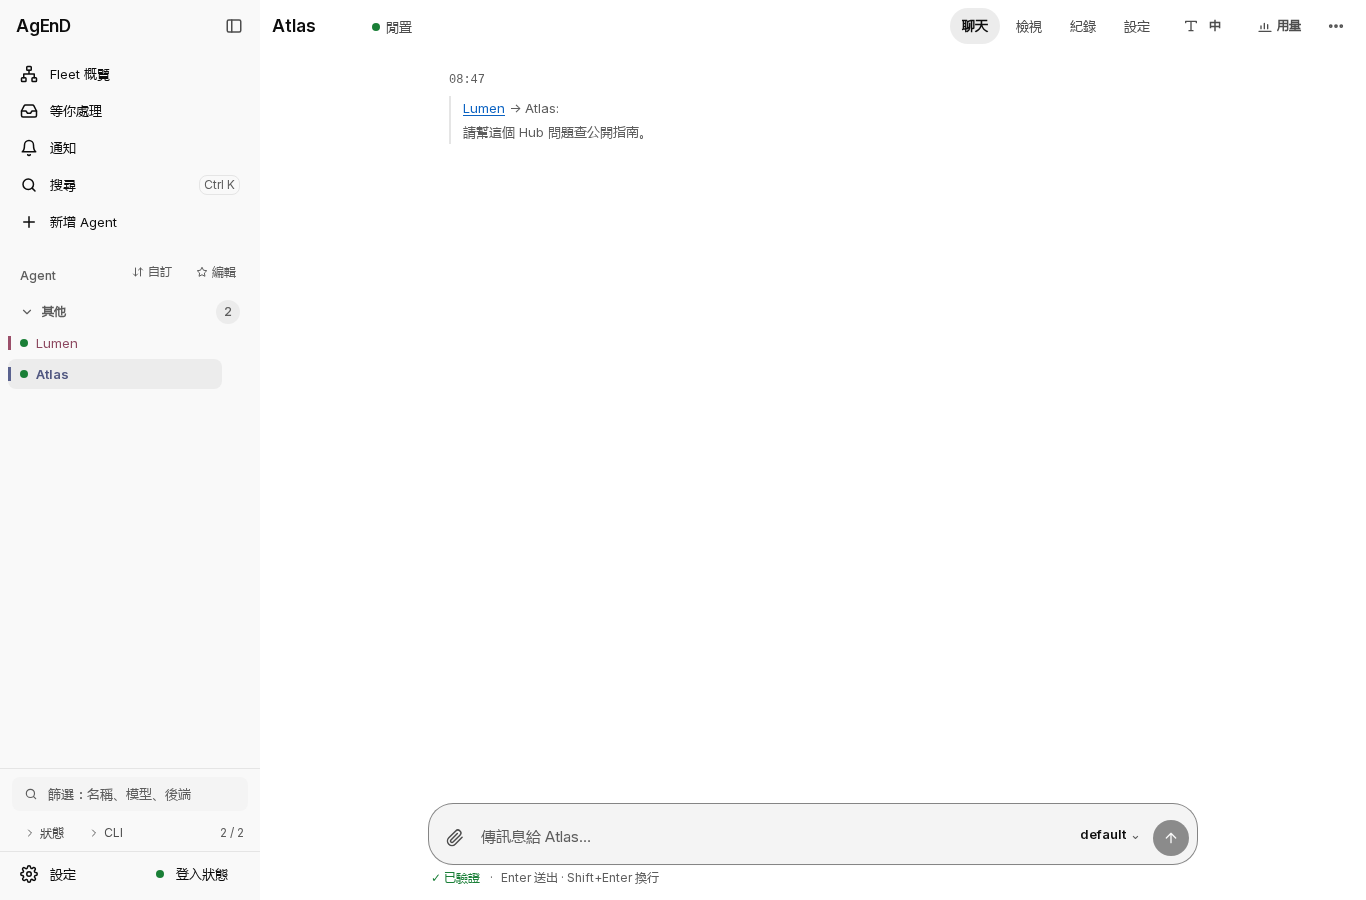 AgEnD
Fleet 概覽
等你處理
通知
搜尋 Ctrl K
新增 Agent
Agent 自訂 編輯
其他 2
Lumen
Atlas
篩選：名稱、模型、後端
狀態 CLI 2 / 2
設定 登入狀態
Atlas 閒置 聊天 檢視 紀錄 設定 中 用量 •••
08:47
Lumen → Atlas:
請幫這個 Hub 問題查公開指南。
傳訊息給 Atlas... default
✓ 已驗證 · Enter 送出 · Shift+Enter 換行